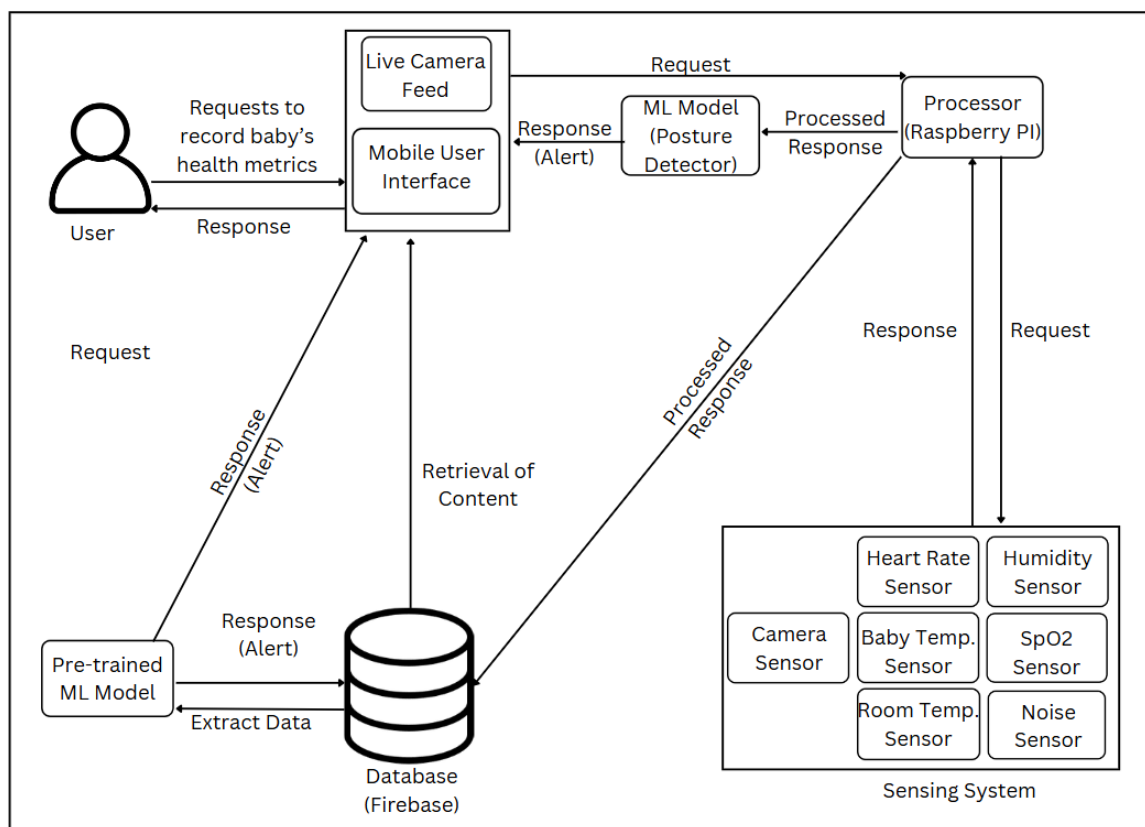 Live Camera
Feed
Mobile User
Interface
Requests to
record baby's
health metrics
Response
User
Request
ML Model
(Posture
Detector)
Response
(Alert)
Processed
Response
Processor
(Raspberry PI)
Request
Response
(Alert)
Retrieval of
Content
Processed
Response
Response
Request
Pre-trained
ML Model
Response
(Alert)
Extract Data
Database
(Firebase)
Heart Rate
Sensor
Humidity
Sensor
Camera
Sensor
Baby Temp.
Sensor
SpO2
Sensor
Room Temp.
Sensor
Noise
Sensor
Sensing System